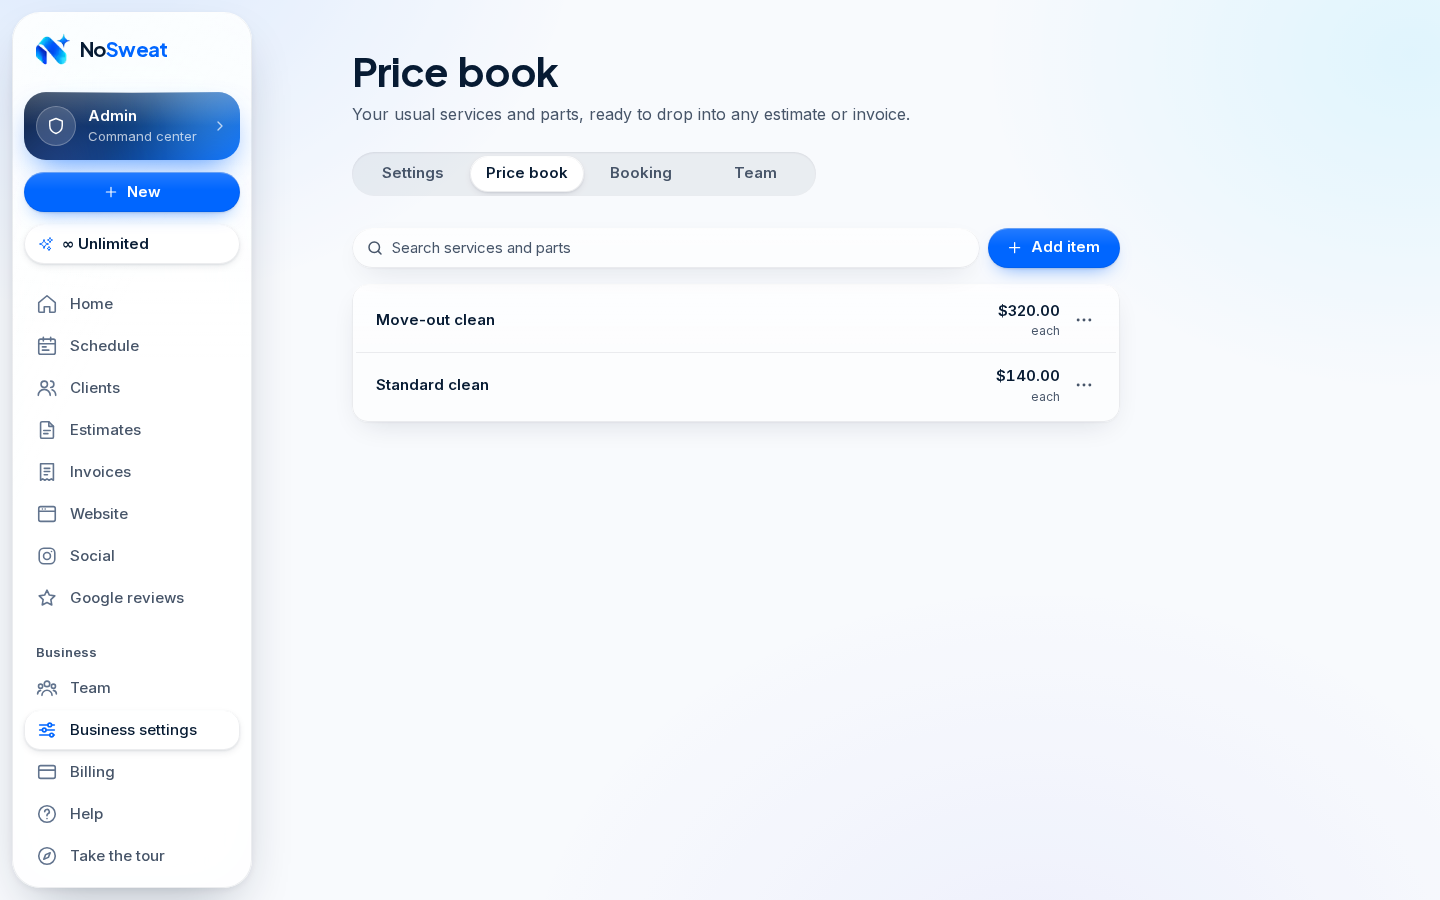 NoSweat
Admin
Command center
+ New
∞ Unlimited
Home
Schedule
Clients
Estimates
Invoices
Website
Social
Google reviews
Business
Team
Business settings
Billing
Help
Take the tour
Price book
Your usual services and parts, ready to drop into any estimate or invoice.
Settings
Price book
Booking
Team
Search services and parts
+ Add item
Move-out clean
$320.00
each
Standard clean
$140.00
each